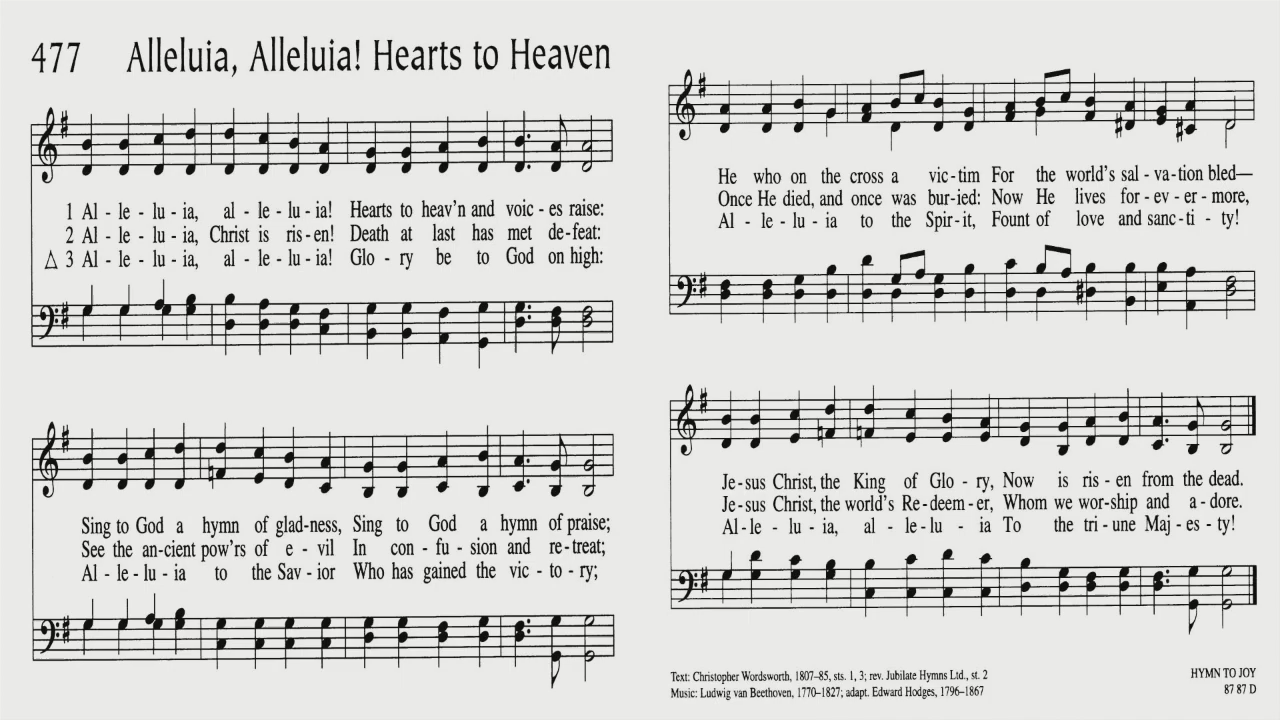 477 Alleluia, Alleluia! Hearts to Heaven
1 Al - le - lu - ia, al - le - lu - ia! Hearts to heav'n and voic - es raise:
2 Al - le - lu - ia, Christ is ris - en! Death at last has met de - feat:
△ 3 Al - le - lu - ia, al - le - lu - ia! Glo - ry be to God on high:
Sing to God a hymn of glad - ness, Sing to God a hymn of praise;
See the an - cient pow'rs of e - vil In con - fu - sion and re - treat;
Al - le - lu - ia to the Sav - ior Who has gained the vic - to - ry;
He who on the cross a vic - tim For the world's sal - va - tion bled—
Once He died, and once was bur - ied: Now He lives for - ev - er - more,
Al - le - lu - ia to the Spir - it, Fount of love and sanc - ti - ty!
Je - sus Christ, the King of Glo - ry, Now is ris - en from the dead.
Je - sus Christ, the world's Re - deem - er, Whom we wor - ship and a - dore.
Al - le - lu - ia, al - le - lu - ia To the tri - une Maj - es - ty!
Text: Christopher Wordsworth, 1807–85, sts. 1, 3; rev. Jubilate Hymns Ltd., st. 2
Music: Ludwig van Beethoven, 1770–1827; adapt. Edward Hodges, 1796–1867
HYMN TO JOY
87 87 D